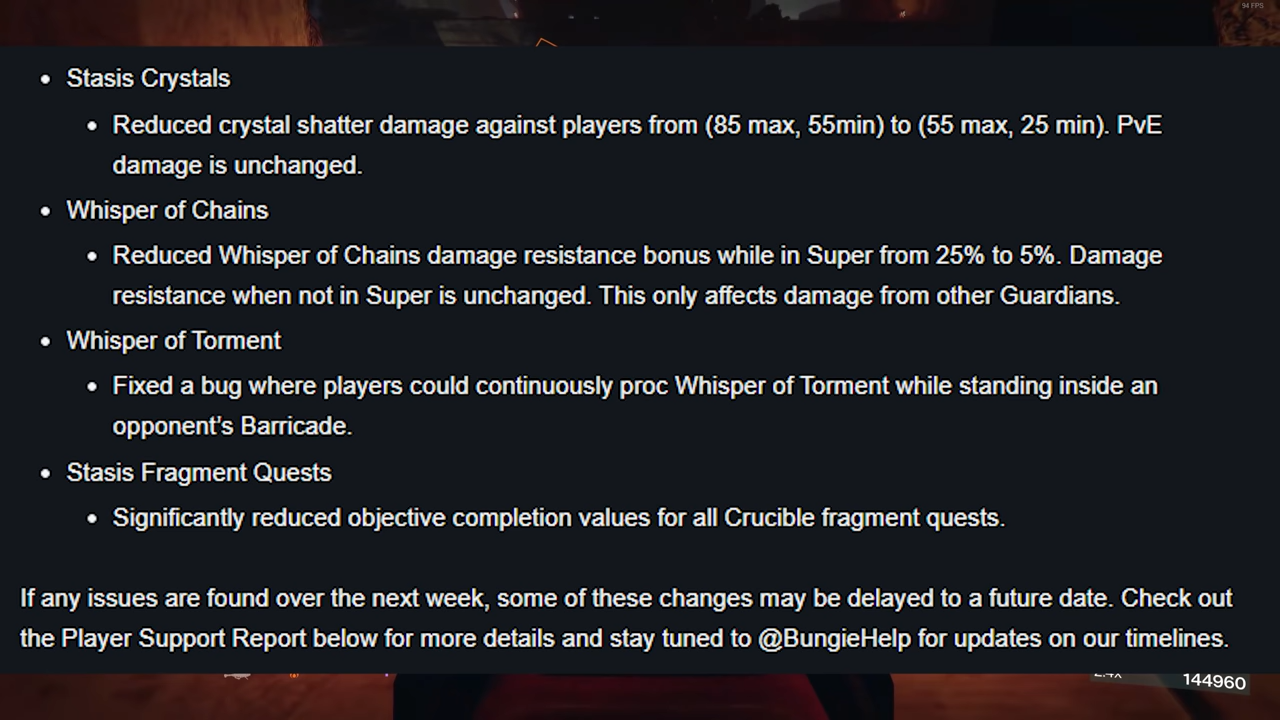 94 FPS
Stasis Crystals
Reduced crystal shatter damage against players from (85 max, 55min) to (55 max, 25 min). PvE
damage is unchanged.
Whisper of Chains
Reduced Whisper of Chains damage resistance bonus while in Super from 25% to 5%. Damage
resistance when not in Super is unchanged. This only affects damage from other Guardians.
Whisper of Torment
Fixed a bug where players could continuously proc Whisper of Torment while standing inside an
opponent's Barricade.
Stasis Fragment Quests
Significantly reduced objective completion values for all Crucible fragment quests.
If any issues are found over the next week, some of these changes may be delayed to a future date. Check out
the Player Support Report below for more details and stay tuned to @BungieHelp for updates on our timelines.
144960